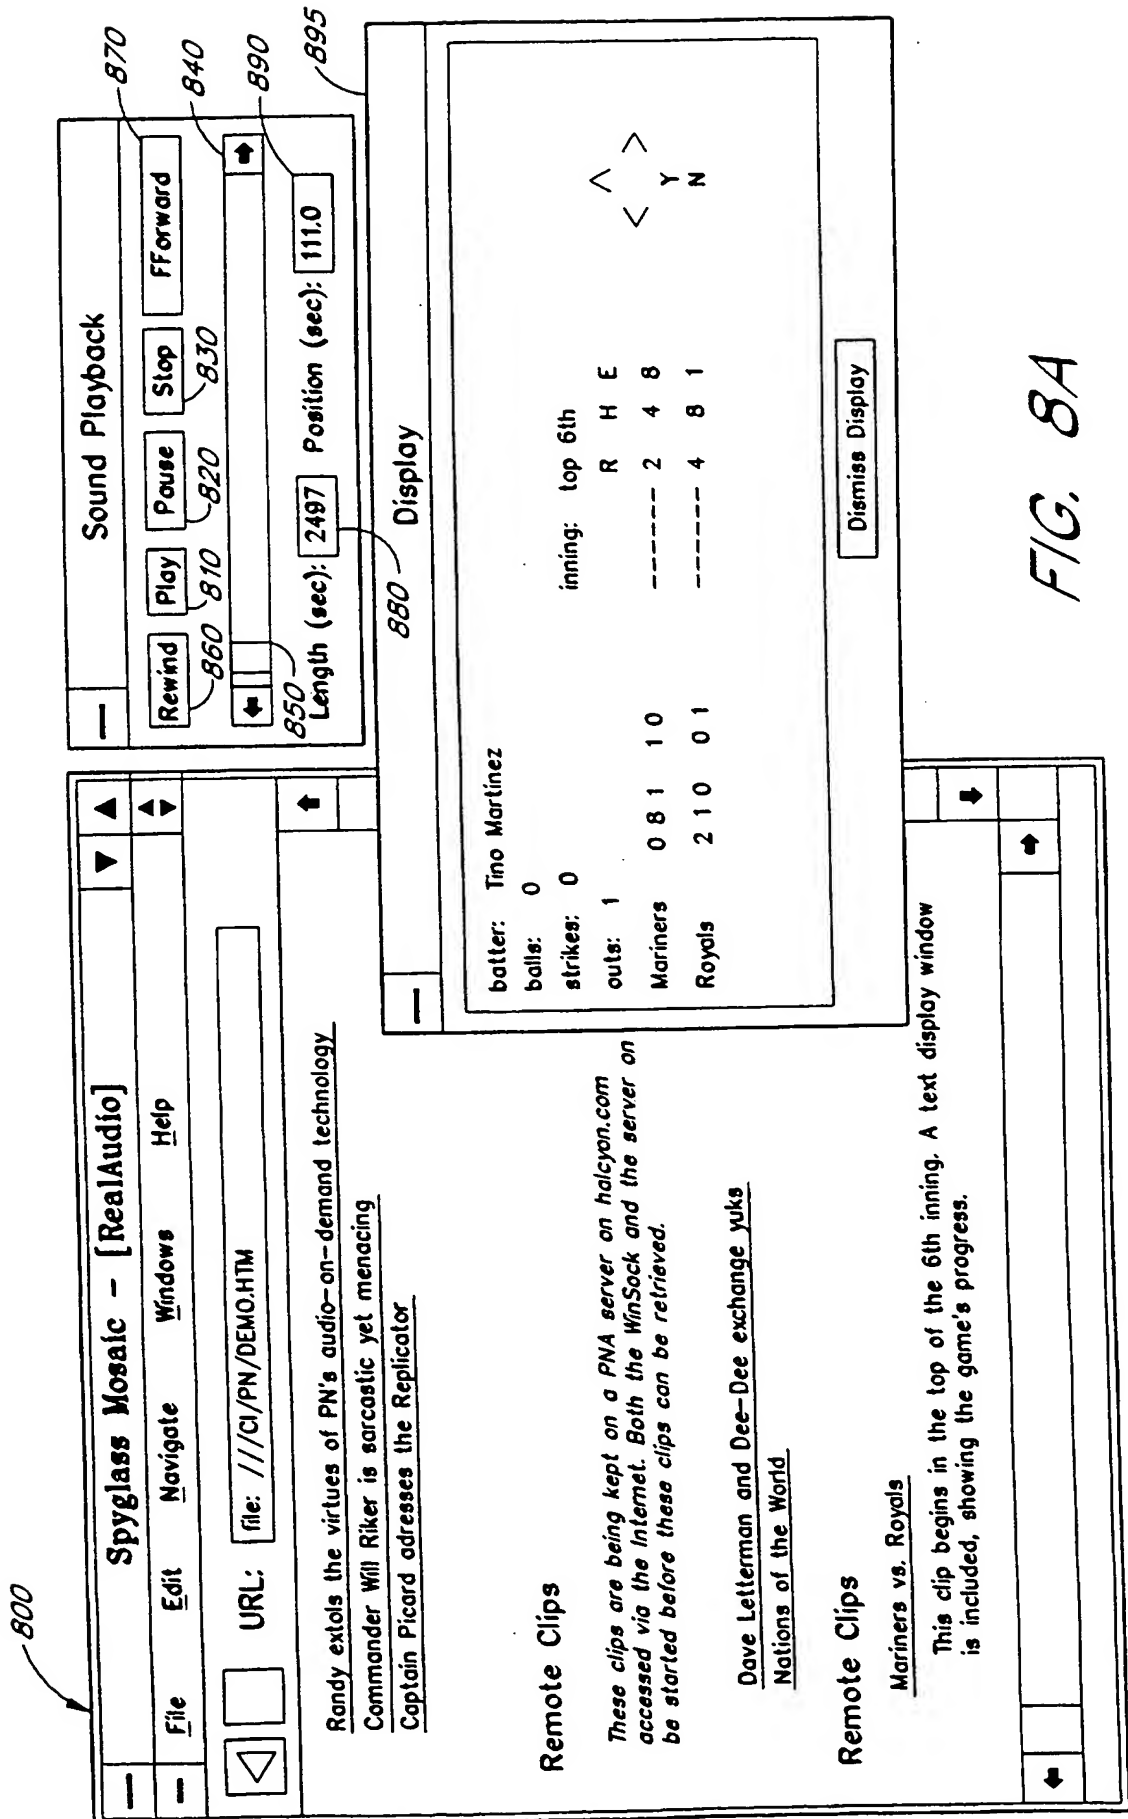 800
Spyglass Mosaic - [RealAudio]
File Edit Navigate Windows Help
URL: file: ///CI/PN/DEMO.HTM
Randy extols the virtues of PN's audio-on-demand technology
Commander Will Riker is sarcastic yet menacing
Captain Picard adresses the Replicator
Remote Clips
These clips are being kept on a PNA server on halcyon.com
accessed via the Internet. Both the WinSock and the server on
be started before these clips can be retrieved.
Dave Letterman and Dee-Dee exchange yuks
Nations of the World
Remote Clips
Mariners vs. Royals
This clip begins in the top of the 6th inning. A text display window
is included, showing the game's progress.
Sound Playback
Rewind Play Pause Stop FForward
860 810 820 830 870
840
850
Length (sec): 2497 Position (sec): 111.0
880 890
895
Display
batter: Tino Martinez
balls: 0
strikes: 0 inning: top 6th
outs: 1 R H E
Mariners 0 8 1 1 0 ------ 2 4 8
Royals 2 1 0 0 1 ------ 4 8 1
^
< >
Y
N
Dismiss Display
FIG. 8A